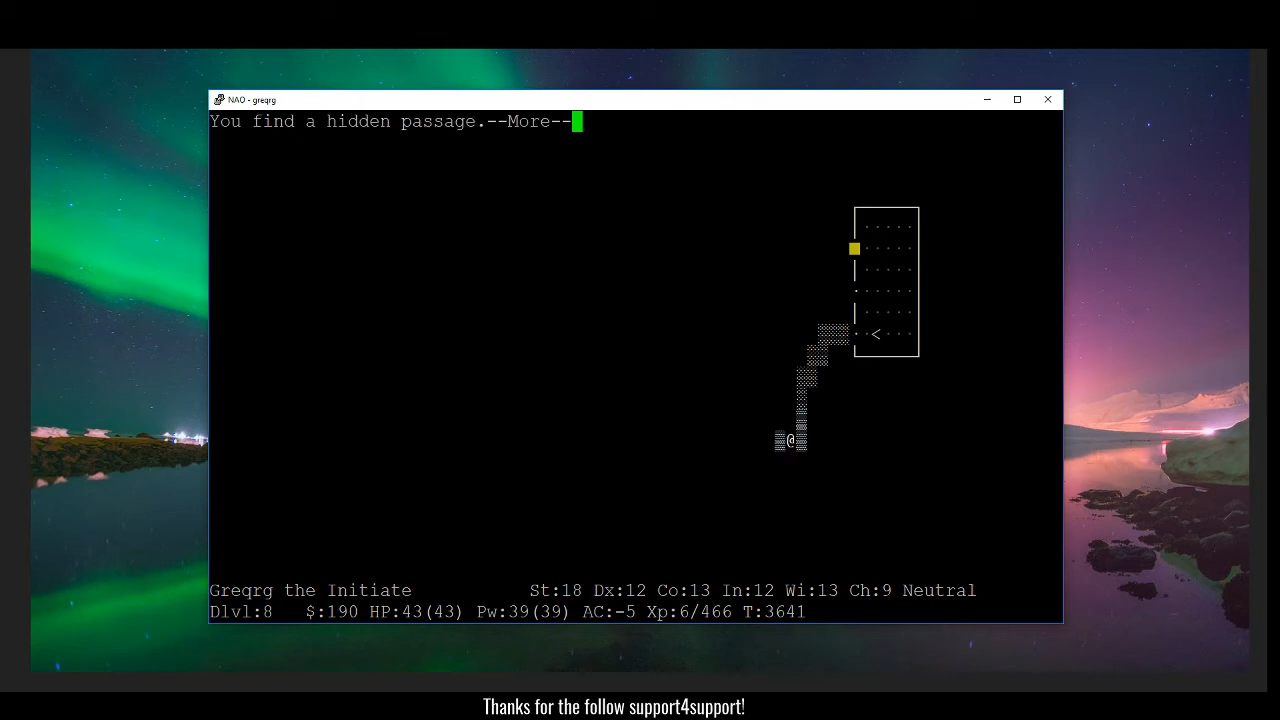 NAO - greqrg
You find a hidden passage.--More--
<
@
Greqrg the Initiate St:18 Dx:12 Co:13 In:12 Wi:13 Ch:9 Neutral
Dlvl:8 $:190 HP:43(43) Pw:39(39) AC:-5 Xp:6/466 T:3641
Thanks for the follow support4support!